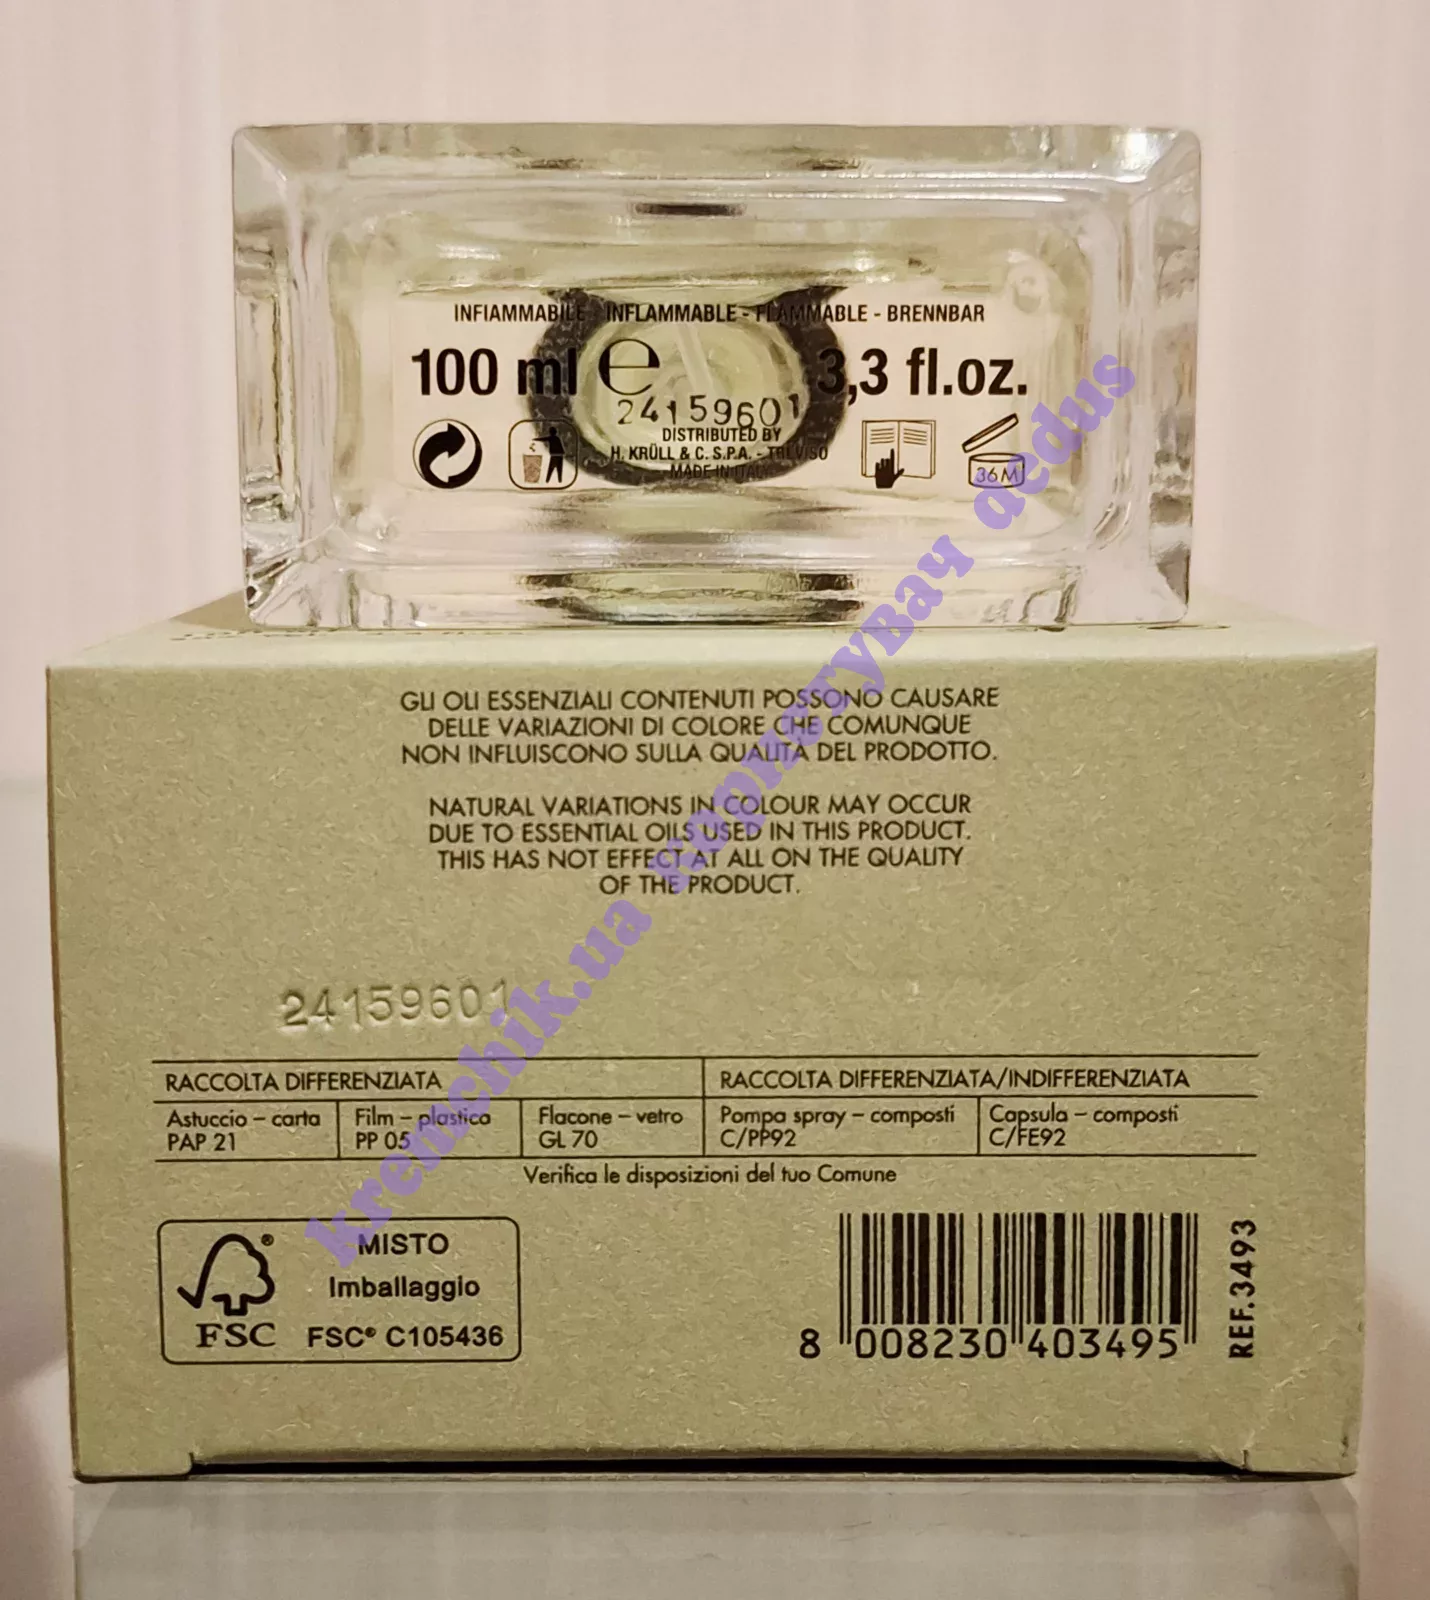 INFIAMMABILE - INFLAMMABLE - FLAMMABLE - BRENNBAR
100 ml e 3,3 fl.oz.
24159601
DISTRIBUTED BY
H. KRÜLL & C. S.P.A. - TREVISO
MADE IN ITALY
36M
GLI OLI ESSENZIALI CONTENUTI POSSONO CAUSARE
DELLE VARIAZIONI DI COLORE CHE COMUNQUE
NON INFLUISCONO SULLA QUALITÀ DEL PRODOTTO.
NATURAL VARIATIONS IN COLOUR MAY OCCUR
DUE TO ESSENTIAL OILS USED IN THIS PRODUCT.
THIS HAS NOT EFFECT AT ALL ON THE QUALITY
OF THE PRODUCT.
24159601
RACCOLTA DIFFERENZIATA RACCOLTA DIFFERENZIATA/INDIFFERENZIATA
Astuccio – carta Film – plastica Flacone – vetro Pompa spray – composti Capsula – composti
PAP 21 PP 05 GL 70 C/PP92 C/FE92
Verifica le disposizioni del tuo Comune
MISTO
Imballaggio
FSC FSC® C105436
8 008230 403495
REF.3493
kremchik.ua